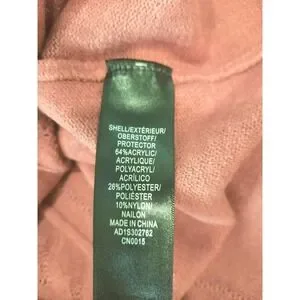 SHELL/EXTÉRIEUR/
OBERSTOFF/
PROTECTOR
64%ACRYLIC/
ACRYLIQUE/
POLYACRYL/
ACRÍLICO
26%POLYESTER/
POLIÉSTER
10%NYLON/
NAILON
MADE IN CHINA
AD1S302762
CN0015